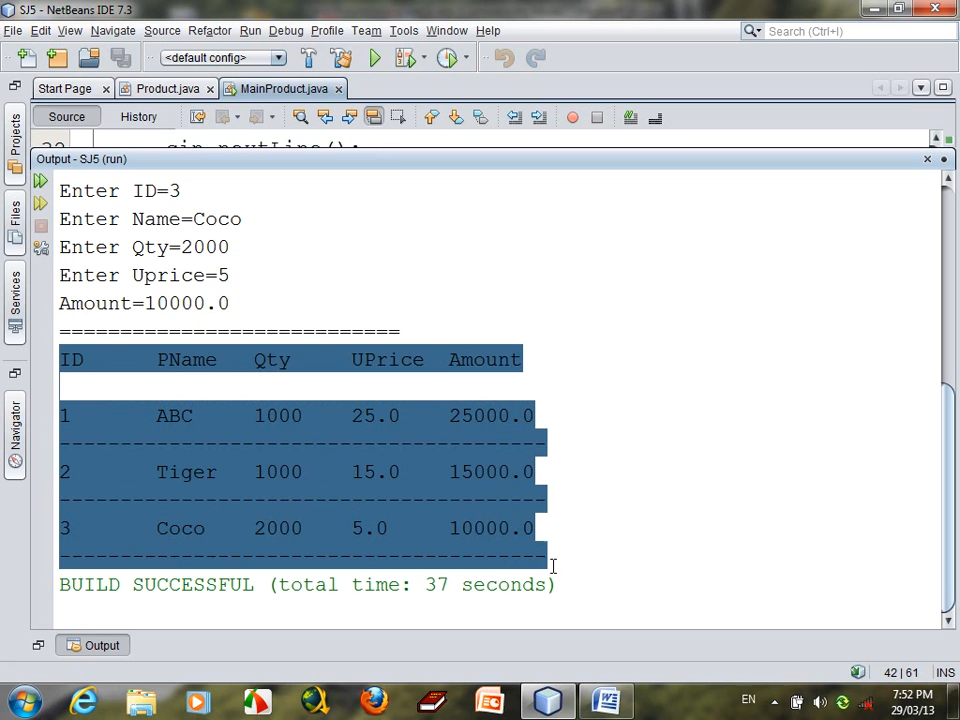 SJ5 - NetBeans IDE 7.3
File Edit View Navigate Source Refactor Run Debug Profile Team Tools Window Help
Search (Ctrl+I)
<default config>
Start Page Product.java MainProduct.java
Source History
Output - SJ5 (run)
Enter ID=3
Enter Name=Coco
Enter Qty=2000
Enter Uprice=5
Amount=10000.0
============================
ID PName Qty UPrice Amount
1 ABC 1000 25.0 25000.0
----------------------------------------
2 Tiger 1000 15.0 15000.0
----------------------------------------
3 Coco 2000 5.0 10000.0
----------------------------------------
BUILD SUCCESSFUL (total time: 37 seconds)
Projects
Files
Services
Navigator
Output
42|61 INS
EN
7:52 PM
29/03/13